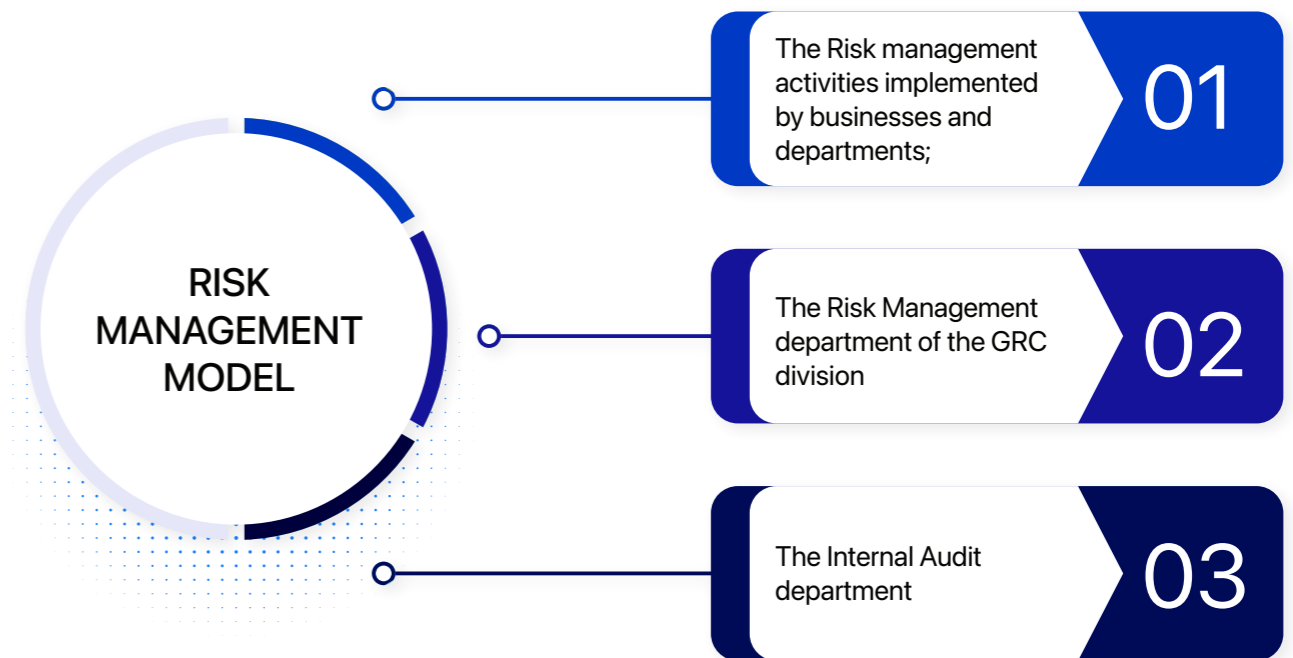 RISK
MANAGEMENT
MODEL
The Risk management
activities implemented
by businesses and
departments;
01
The Risk Management
department of the GRC
division
02
The Internal Audit
department
03